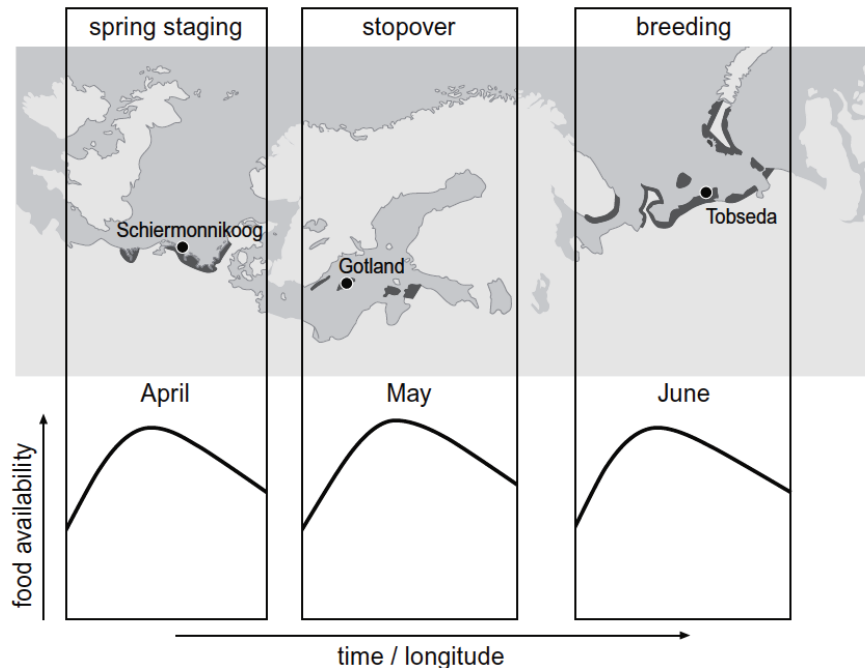 spring staging
stopover
breeding
Schiermonnikoog
Gotland
Tobseda
April
May
June
food availability
time / longitude